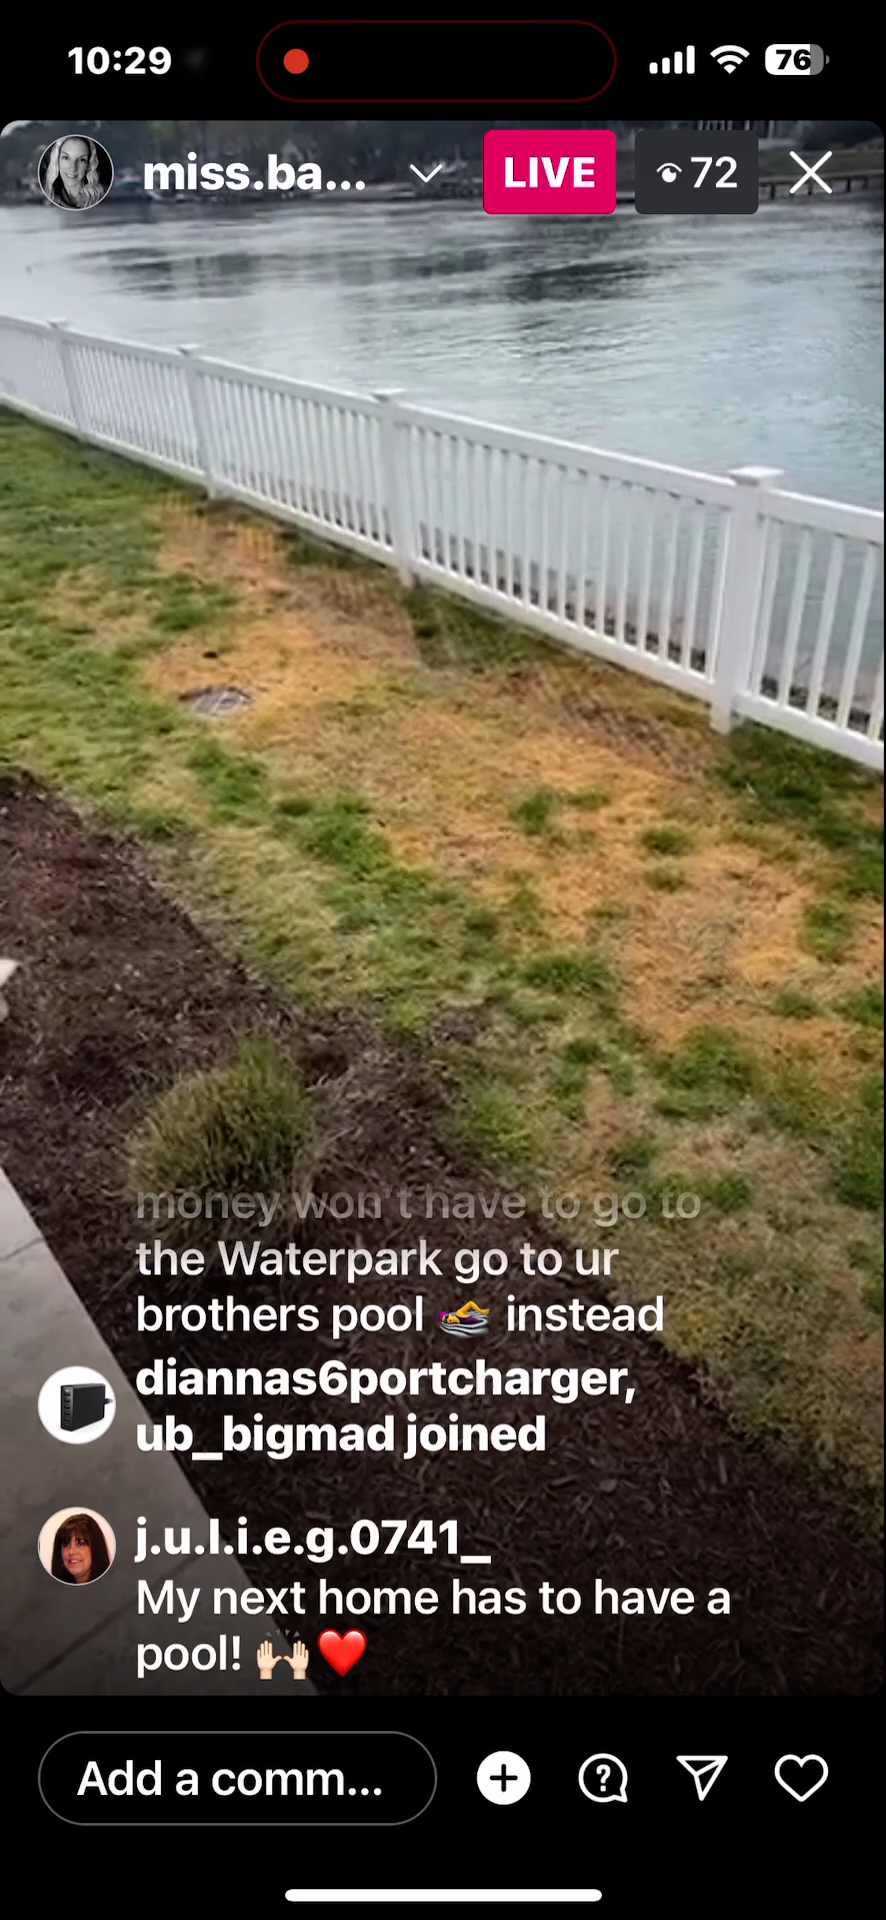 10:29
76
miss.ba...
LIVE
72
money won't have to go to
the Waterpark go to ur
brothers pool 🏊 instead
diannas6portcharger,
ub_bigmad joined
j.u.l.i.e.g.0741_
My next home has to have a
pool! 🙌🏻❤️
Add a comm...